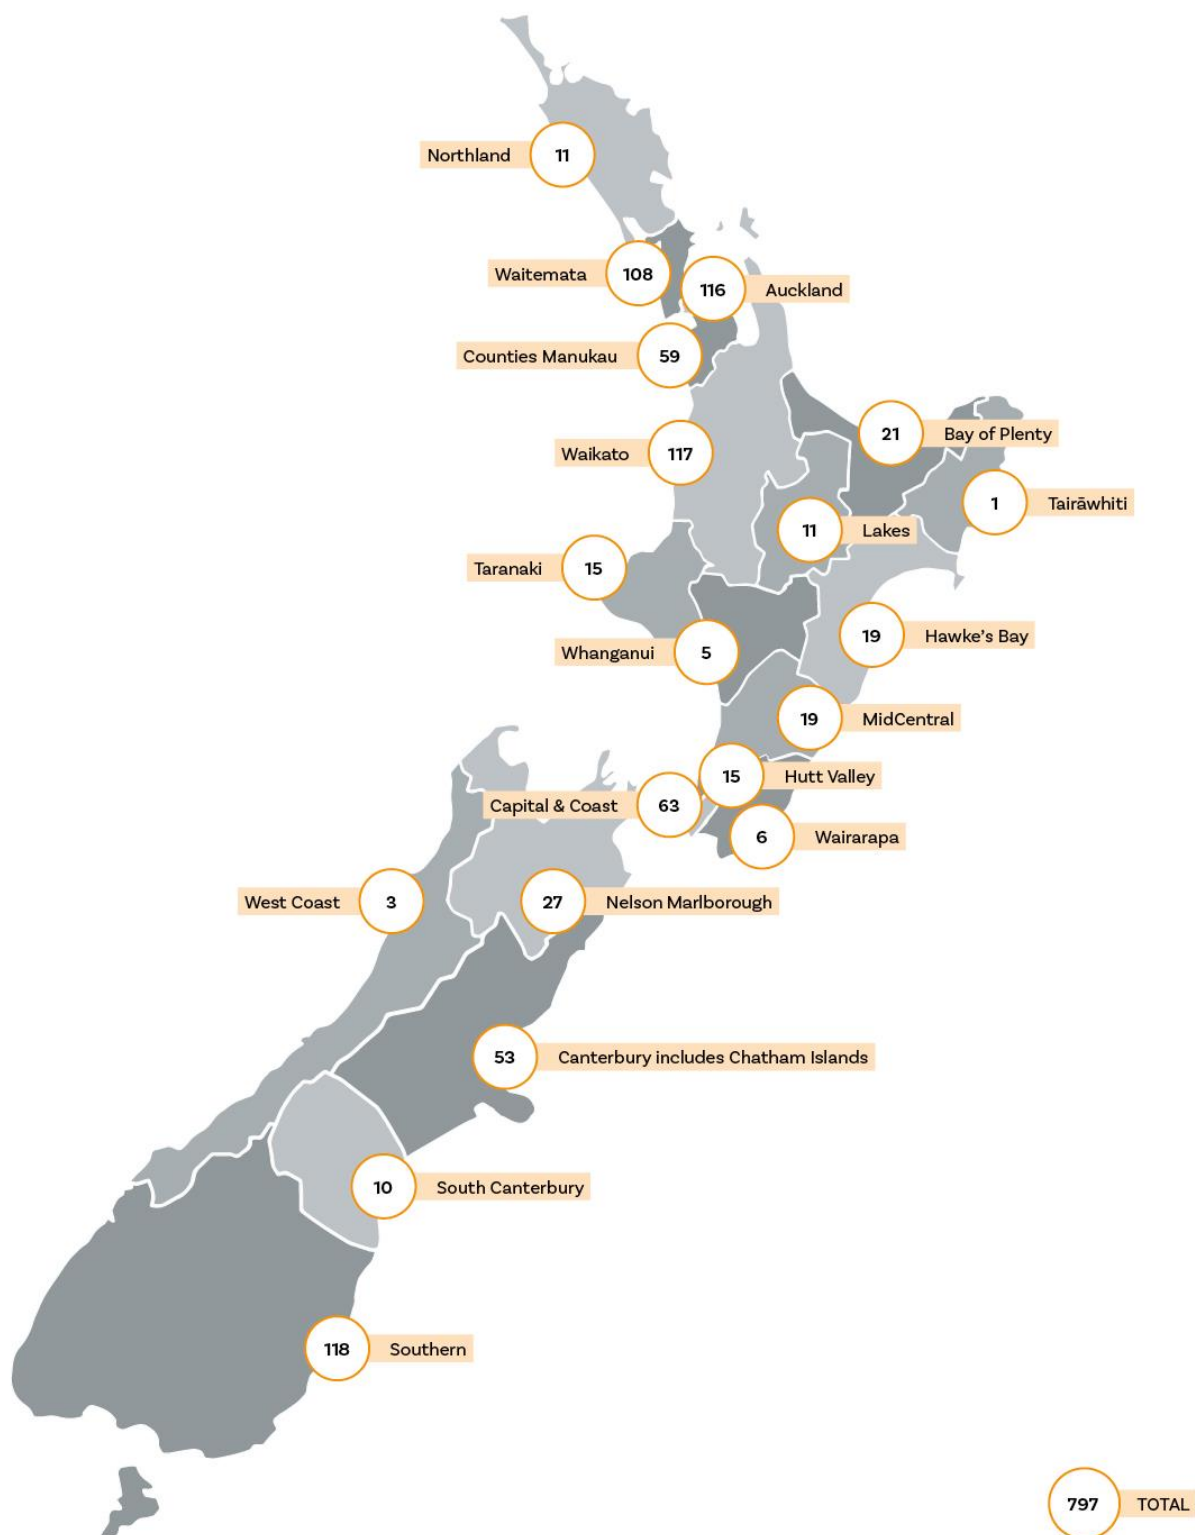 Northland 11
Waitemata 108
116 Auckland
Counties Manukau 59
21 Bay of Plenty
Waikato 117
1 Tairāwhiti
11 Lakes
Taranaki 15
19 Hawke’s Bay
Whanganui 5
19 MidCentral
15 Hutt Valley
Capital & Coast 63
6 Wairarapa
West Coast 3
27 Nelson Marlborough
53 Canterbury includes Chatham Islands
10 South Canterbury
118 Southern
797 TOTAL